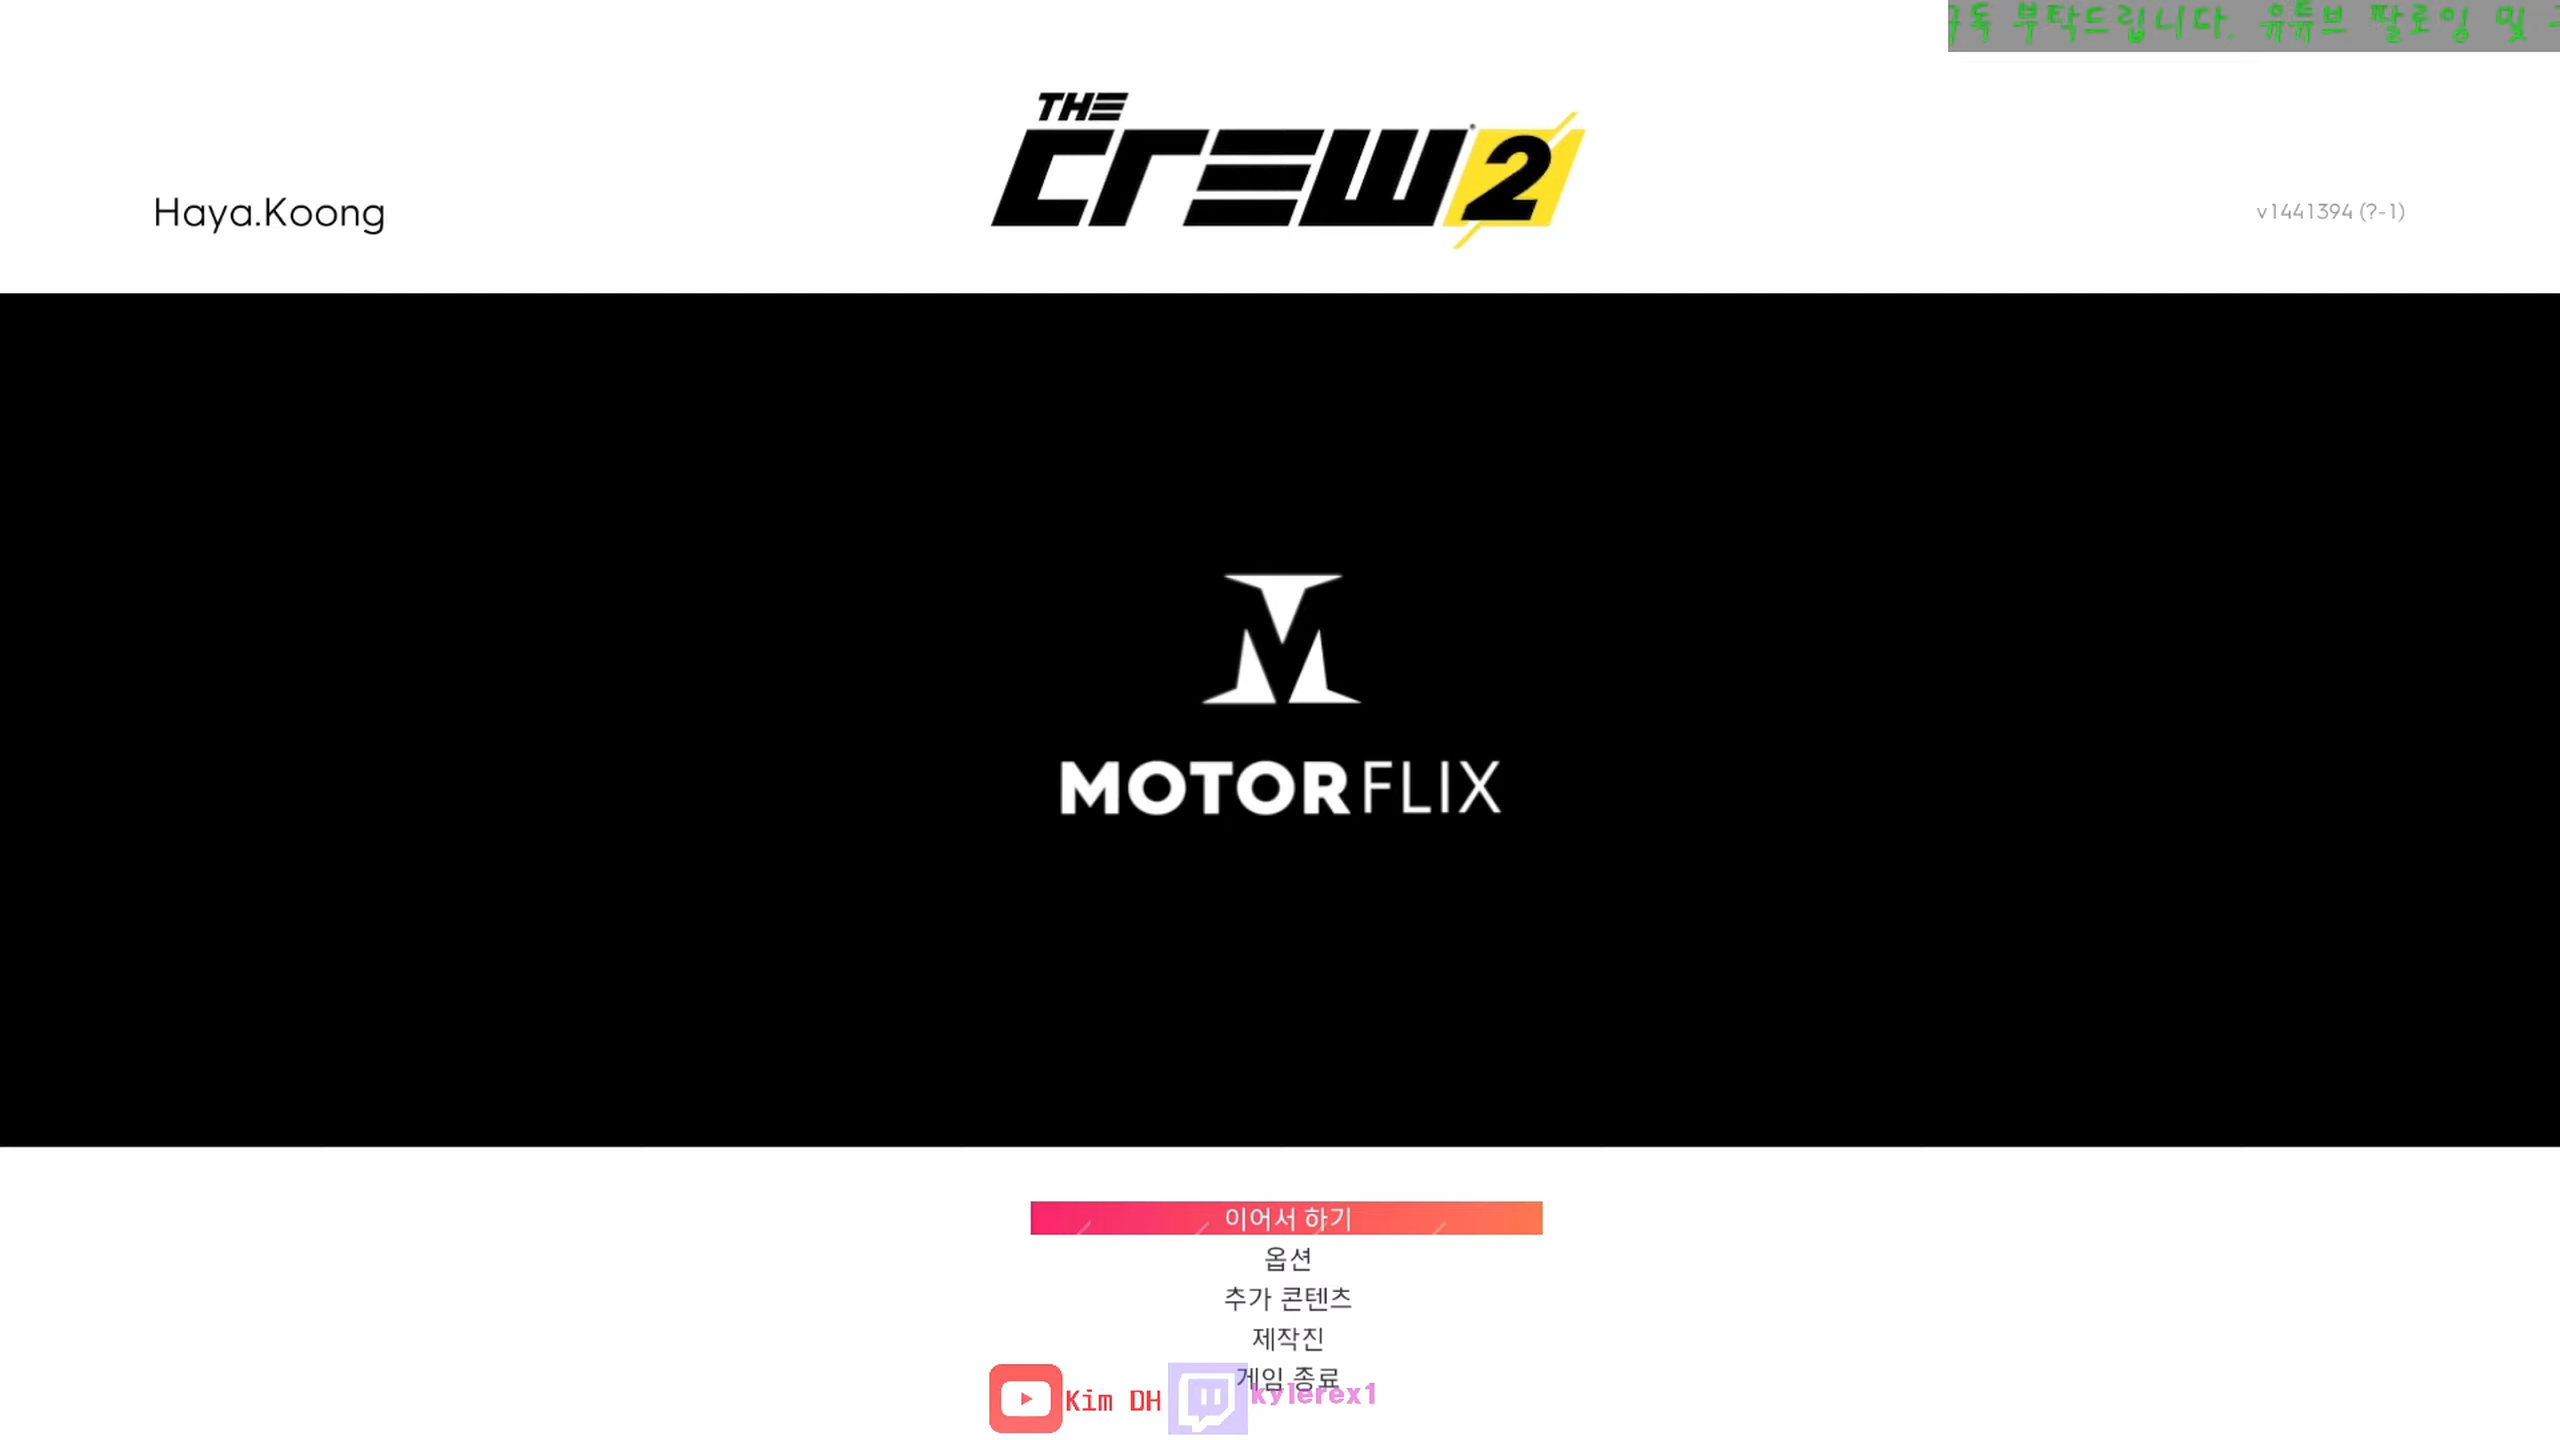 독 부탁드립니다. 유튜브 팔로잉 및
THE
CREW 2
Haya.Koong
v1441394 (?-1)
MOTORFLIX
이어서 하기
옵션
추가 콘텐츠
제작진
게임 종료
Kim DH
kylerex1